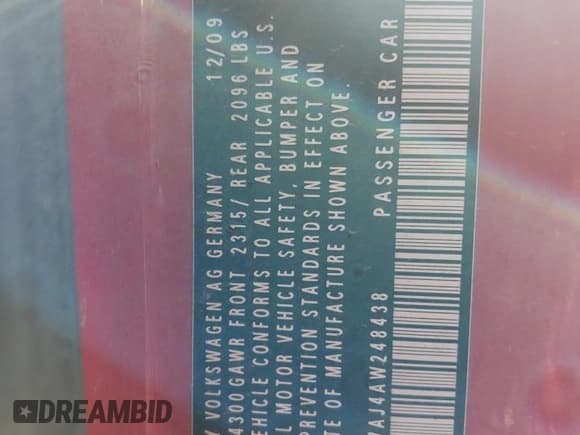 Y VOLKSWAGEN AG GERMANY 12/09
4300 GAWR FRONT 2315/ REAR 2096 LBS
EHICLE CONFORMS TO ALL APPLICABLE U.S.
L MOTOR VEHICLE SAFETY, BUMPER AND
PREVENTION STANDARDS IN EFFECT ON
TE OF MANUFACTURE SHOWN ABOVE.
7AJ4AW248438 PASSENGER CAR
DREAMBID